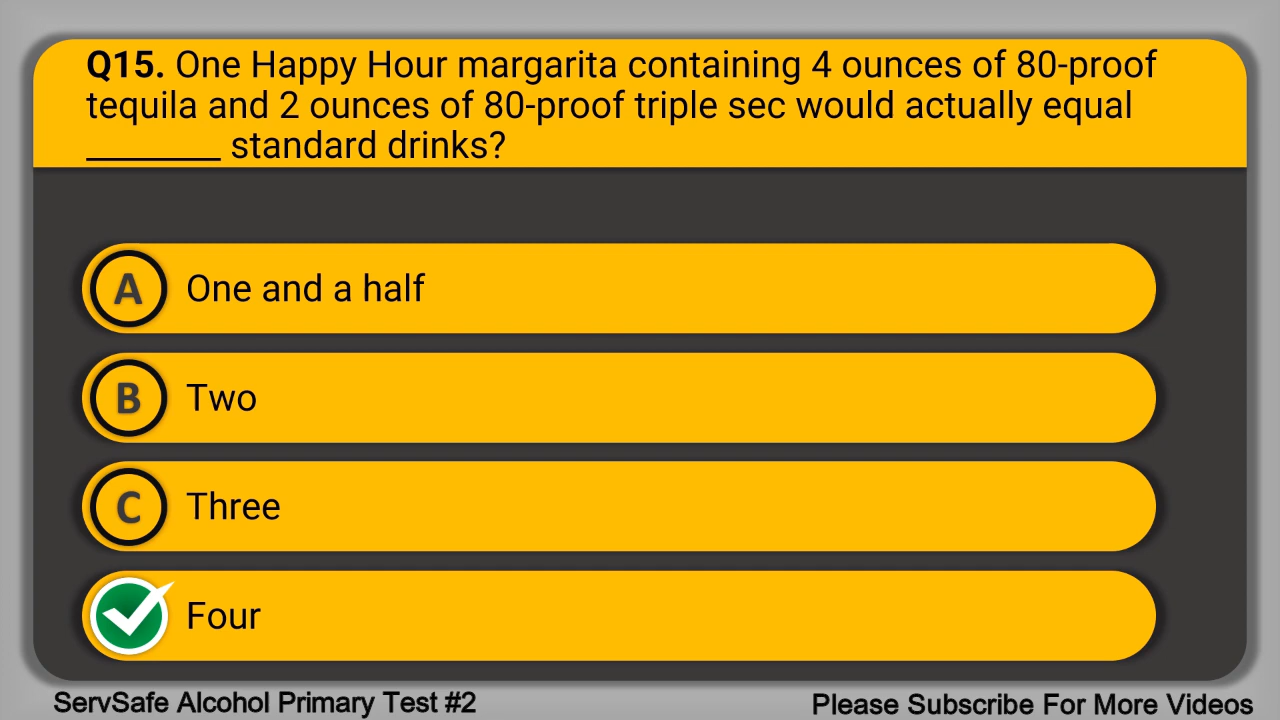 Q15. One Happy Hour margarita containing 4 ounces of 80-proof
tequila and 2 ounces of 80-proof triple sec would actually equal
________ standard drinks?
A One and a half
B Two
C Three
Four
ServSafe Alcohol Primary Test #2
Please Subscribe For More Videos